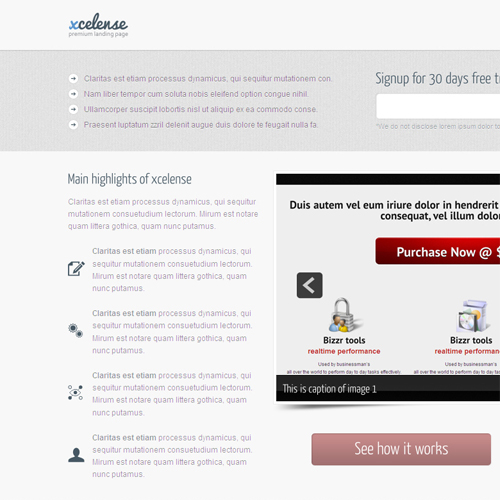 xcelense
premium landing page
Claritas est etiam processus dynamicus, qui sequitur mutationem con.
Nam liber tempor cum soluta nobis eleifend option congue nihil.
Ullamcorper suscipit lobortis nisl ut aliquip ex ea commodo conse.
Praesent luptatum zzril delenit augue duis dolore te feugait nulla fa.
Signup for 30 days free t
*We do not disclose lorem ipsum dolor to
Main highlights of xcelense
Claritas est etiam processus dynamicus, qui sequitur
mutationem consuetudium lectorum. Mirum est notare
quam littera gothica, quam nunc putamus.
Claritas est etiam processus dynamicus, qui
sequitur mutationem consuetudium lectorum.
Mirum est notare quam littera gothica, quam
nunc putamus.
Claritas est etiam processus dynamicus, qui
sequitur mutationem consuetudium lectorum.
Mirum est notare quam littera gothica, quam
nunc putamus.
Claritas est etiam processus dynamicus, qui
sequitur mutationem consuetudium lectorum.
Mirum est notare quam littera gothica, quam
nunc putamus.
Claritas est etiam processus dynamicus, qui
sequitur mutationem consuetudium lectorum.
Mirum est notare quam littera gothica, quam
nunc putamus.
Duis autem vel eum iriure dolor in hendrerit
consequat, vel illum dolo
Purchase Now @ $
Bizzr tools
realtime performance
Used by businessman's
all over the world to perform day to day tasks effectively
Bizzr tools
realtime performance
Used by businessman's
all over the world to perform day to da
This is caption of image 1
See how it works